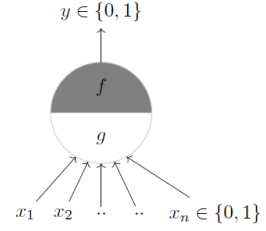 y ∈ {0, 1}
f
g
x₁ x₂ .. .. xₙ ∈ {0, 1}